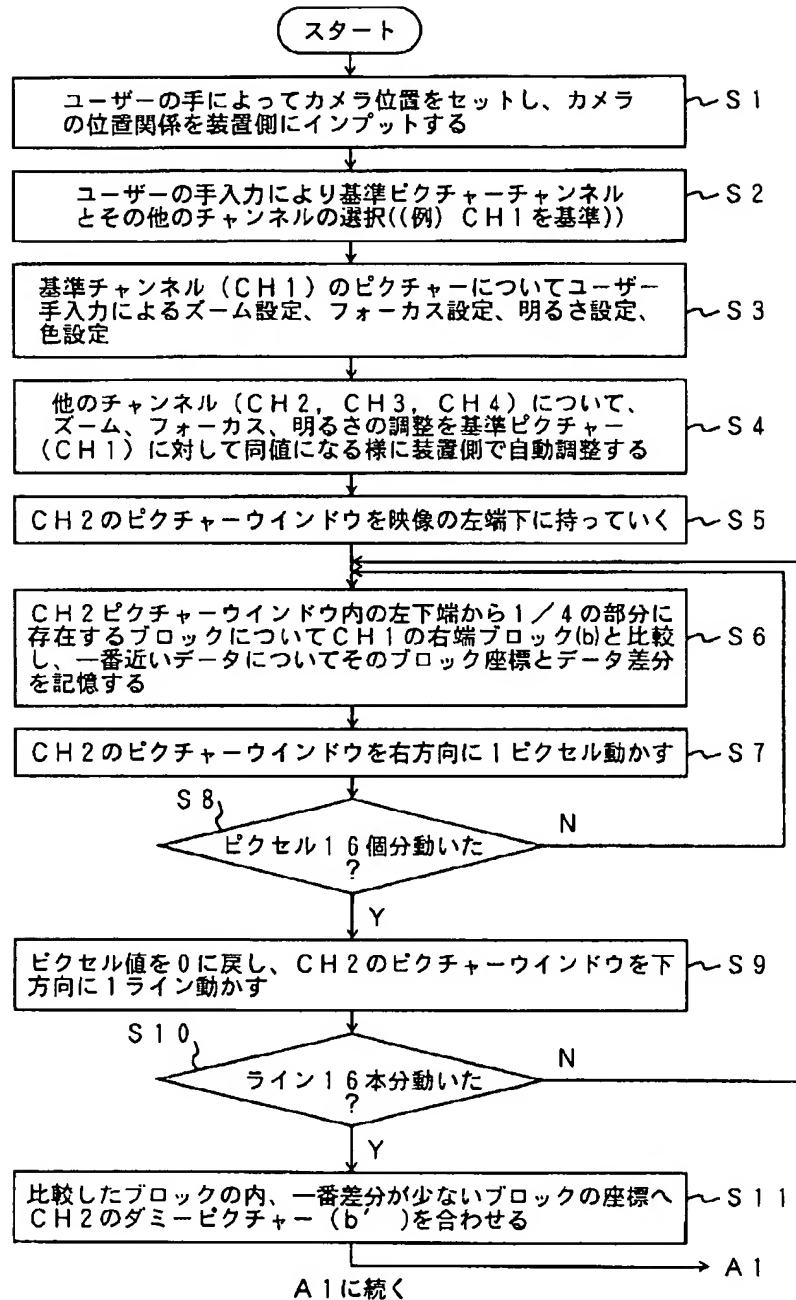 スタート
ユーザーの手によってカメラ位置をセットし、カメラ
の位置関係を装置側にインプットする
S1
ユーザーの手入力により基準ピクチャーチャンネル
とその他のチャンネルの選択((例) CH1を基準))
S2
基準チャンネル(CH1)のピクチャーについてユーザー
手入力によるズーム設定、フォーカス設定、明るさ設定、
色設定
S3
他のチャンネル(CH2, CH3, CH4)について、
ズーム、フォーカス、明るさの調整を基準ピクチャー
(CH1)に対して同値になる様に装置側で自動調整する
S4
CH2のピクチャーウインドウを映像の左端下に持っていく
S5
CH2ピクチャーウインドウ内の左下端から1/4の部分に
存在するブロックについてCH1の右端ブロック(b)と比較
し、一番近いデータについてそのブロック座標とデータ差分
を記憶する
S6
CH2のピクチャーウインドウを右方向に1ピクセル動かす
S7
S8
ピクセル16個分動いた
?
N
Y
ピクセル値を0に戻し、CH2のピクチャーウインドウを下
方向に1ライン動かす
S9
S10
ライン16本分動いた
?
N
Y
比較したブロックの内、一番差分が少ないブロックの座標へ
CH2のダミーピクチャー(b')を合わせる
S11
A1
A1に続く